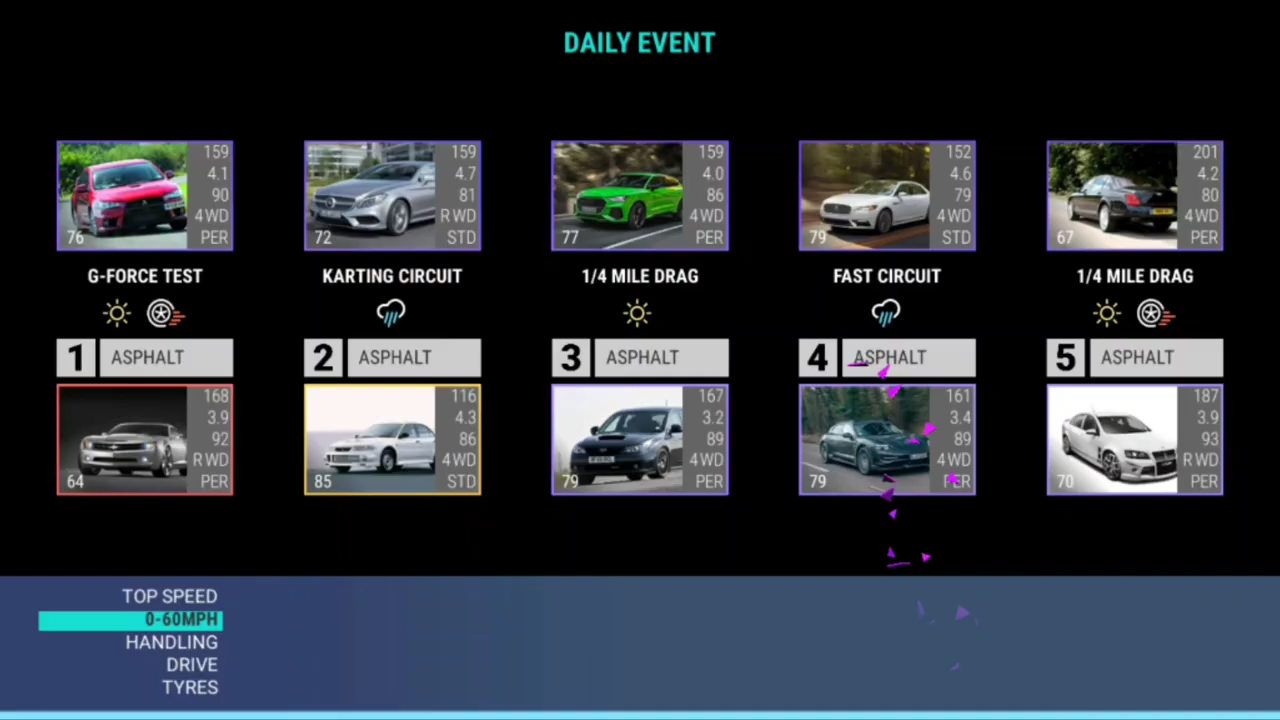 DAILY EVENT
159
4.1
90
4WD
PER
76
159
4.7
81
RWD
STD
72
159
4.0
86
4WD
PER
77
152
4.6
79
4WD
STD
79
201
4.2
80
4WD
PER
67
G-FORCE TEST
KARTING CIRCUIT
1/4 MILE DRAG
FAST CIRCUIT
1/4 MILE DRAG
1 ASPHALT
2 ASPHALT
3 ASPHALT
4 ASPHALT
5 ASPHALT
168
3.9
92
RWD
PER
64
116
4.3
86
4WD
STD
85
167
3.2
89
4WD
PER
79
161
3.4
89
4WD
PER
79
187
3.9
93
RWD
PER
70
TOP SPEED
0-60MPH
HANDLING
DRIVE
TYRES